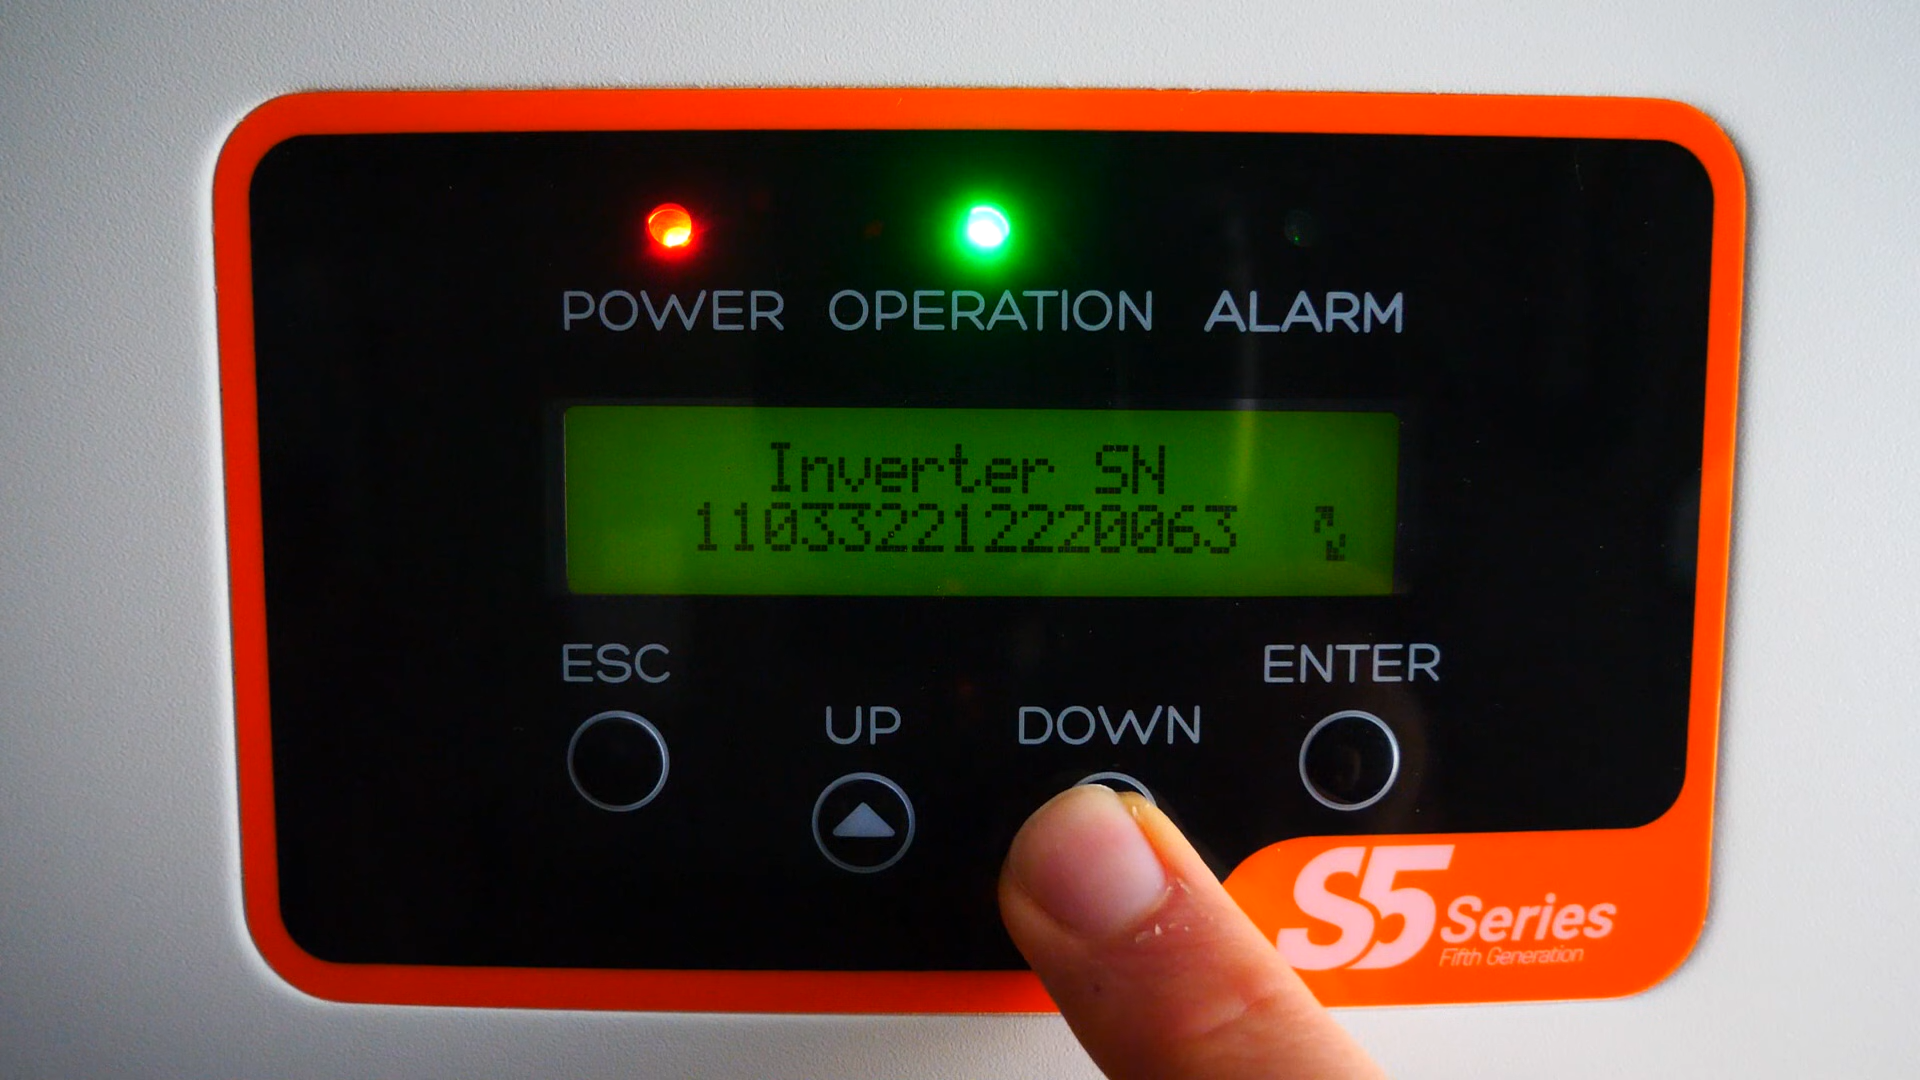 POWER OPERATION ALARM
Inverter SN
110332212220063
ESC
ENTER
UP
DOWN
S5 Series
Fifth Generation